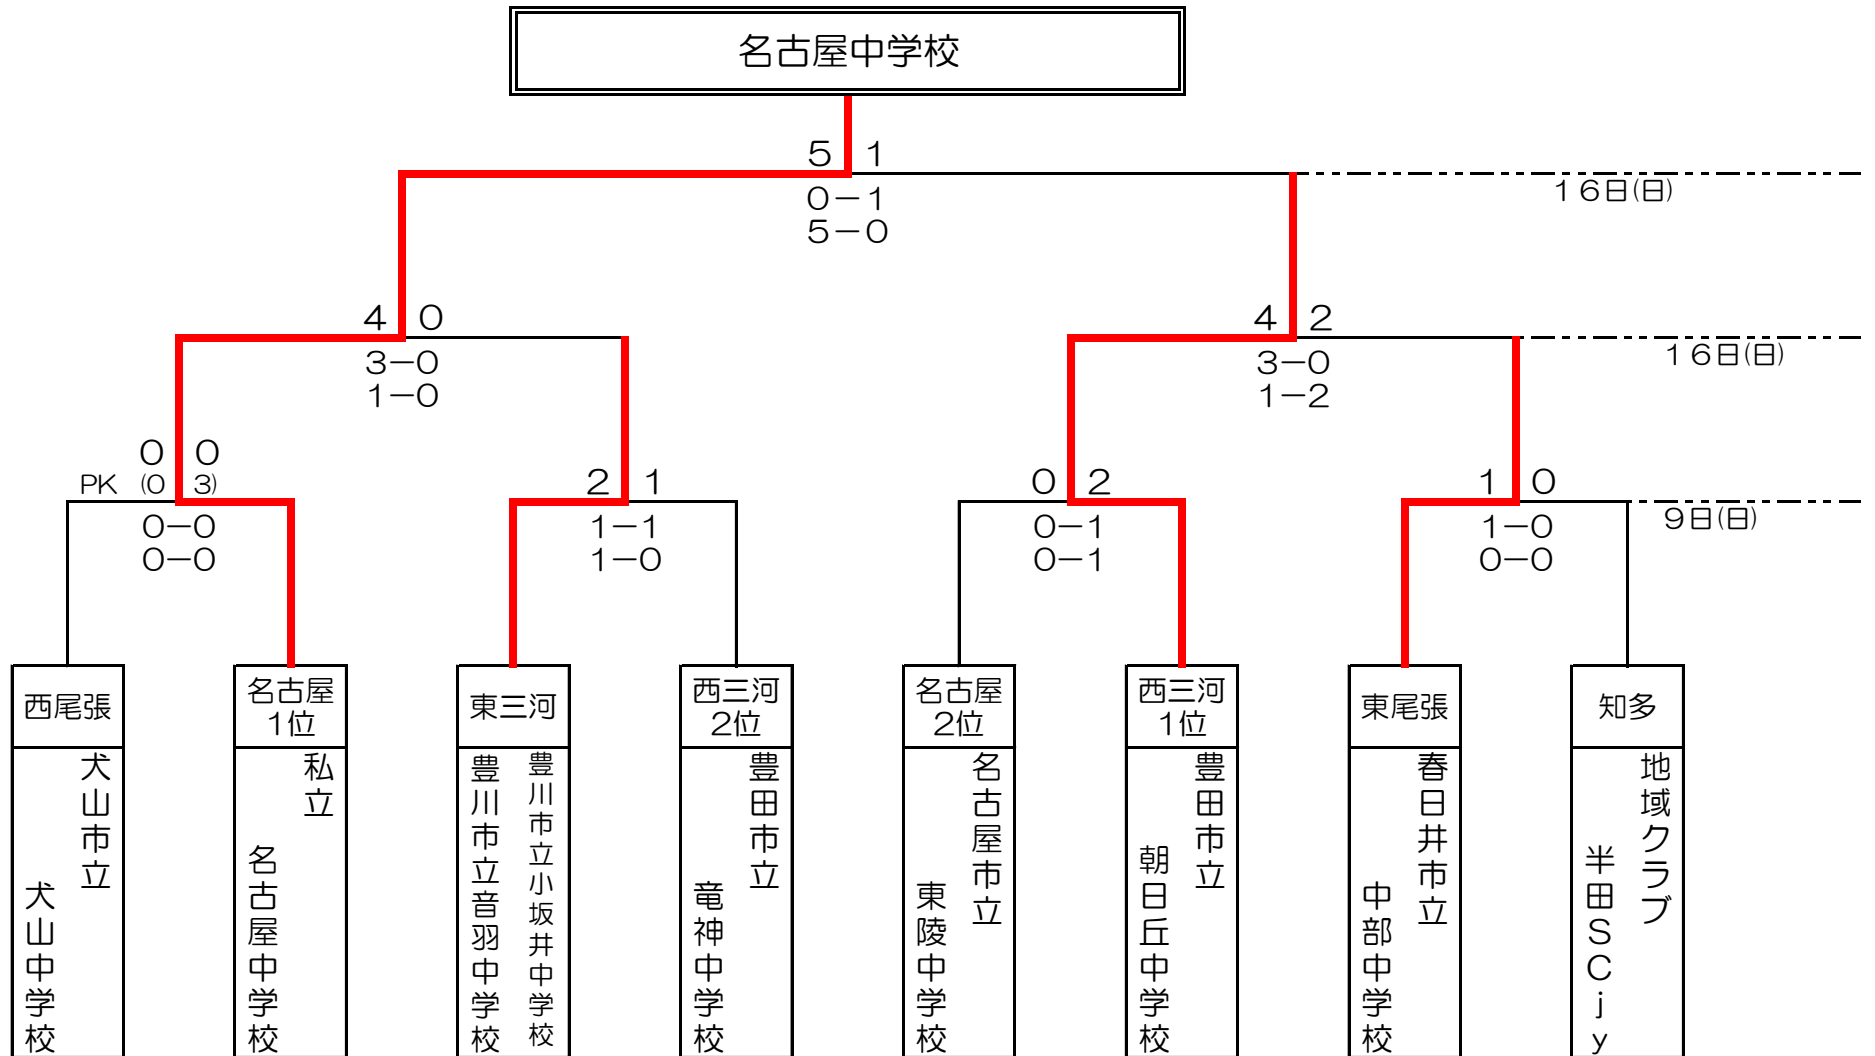 名古屋中学校
5 1
0-1
5-0
16日(日)
4 0
3-0
1-0
4 2
3-0
1-2
16日(日)
0 0
PK (0 3)
0-0
0-0
2 1
1-1
1-0
0 2
0-1
0-1
1 0
1-0
0-0
9日(日)
西尾張
犬山市立
犬山中学校
名古屋
1位
私立
名古屋中学校
東三河
豊川市立小坂井中学校
豊川市立音羽中学校
西三河
2位
豊田市立
竜神中学校
名古屋
2位
名古屋市立
東陵中学校
西三河
1位
豊田市立
朝日丘中学校
東尾張
春日井市立
中部中学校
知多
地域クラブ
半田SCjy